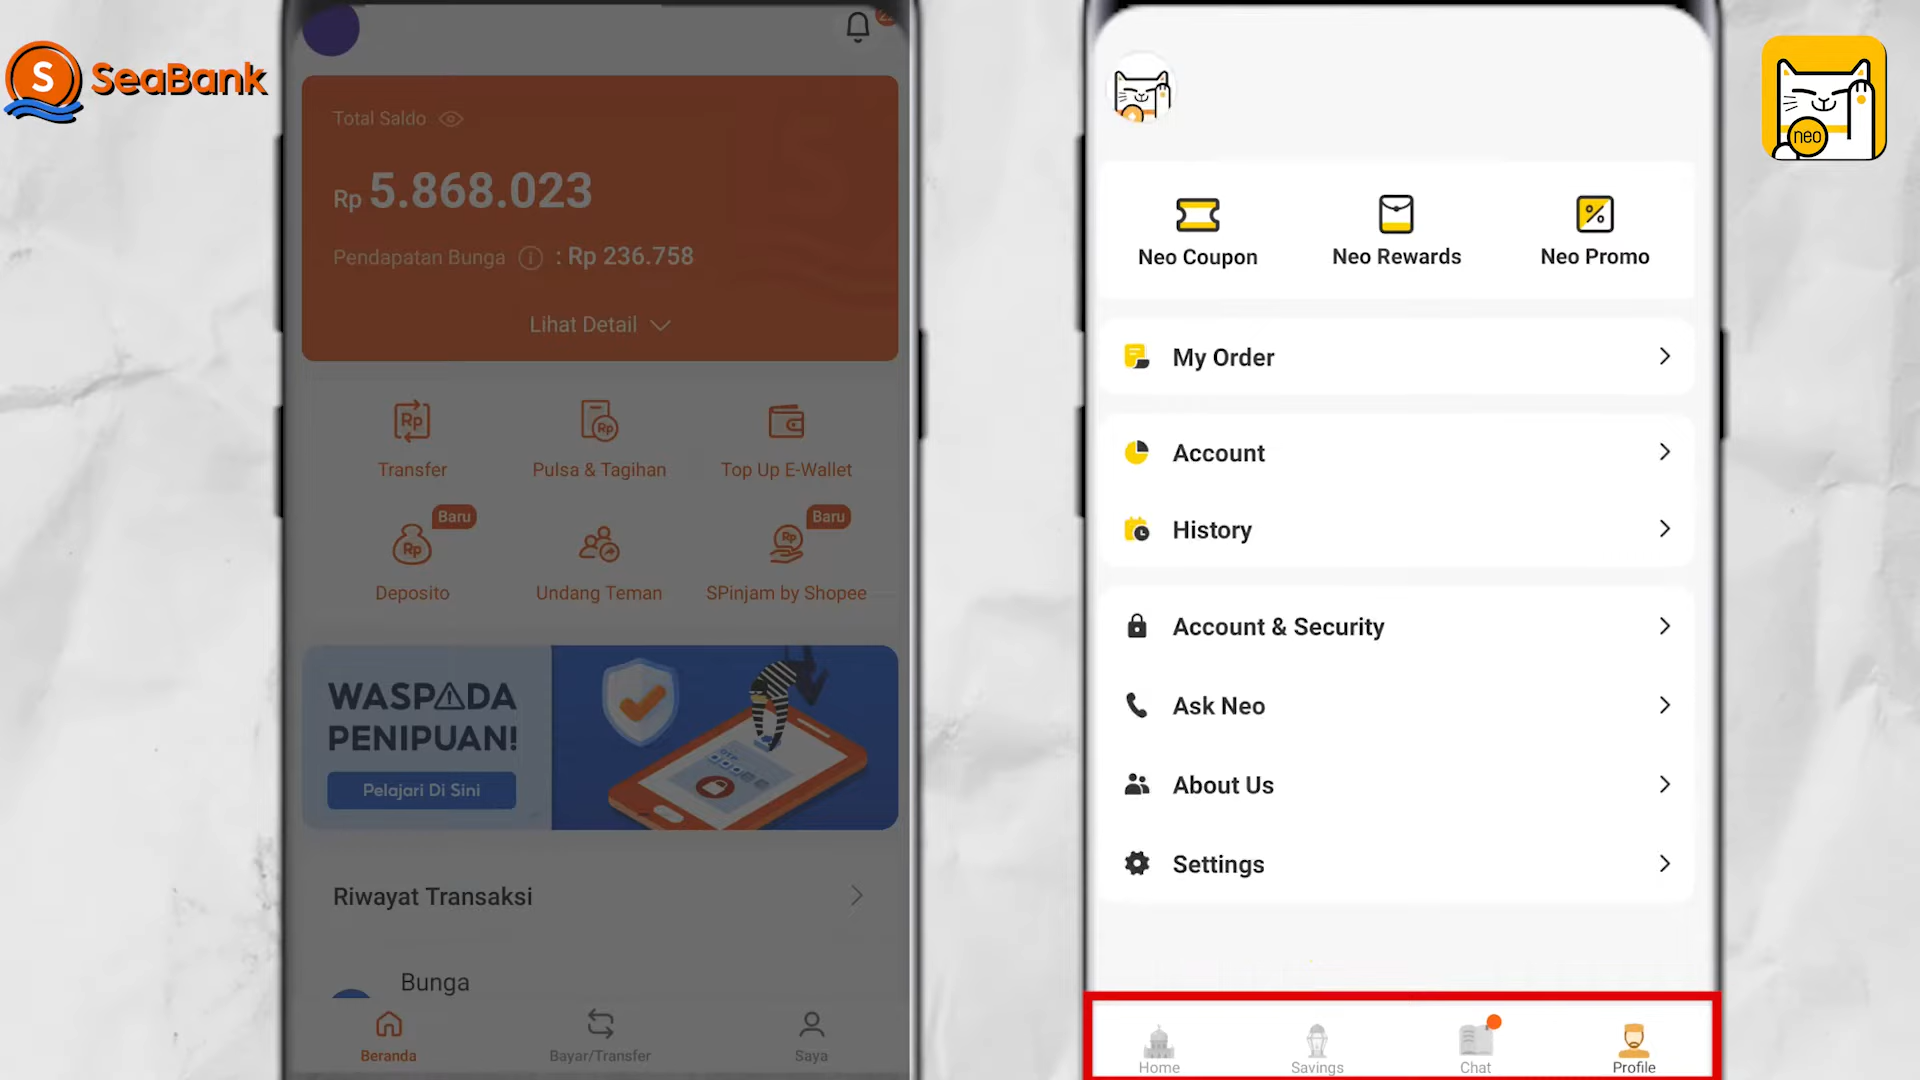 SeaBank
Total Saldo
Rp 5.868.023
Pendapatan Bunga : Rp 236.758
Lihat Detail
Transfer
Pulsa & Tagihan
Top Up E-Wallet
Baru
Baru
Deposito
Undang Teman
SPinjam by Shopee
WASPADA
PENIPUAN!
Pelajari Di Sini
Riwayat Transaksi
Bunga
Beranda
Bayar/Transfer
Saya
Neo Coupon
Neo Rewards
Neo Promo
My Order
Account
History
Account & Security
Ask Neo
About Us
Settings
Home
Savings
Chat
Profile
neo